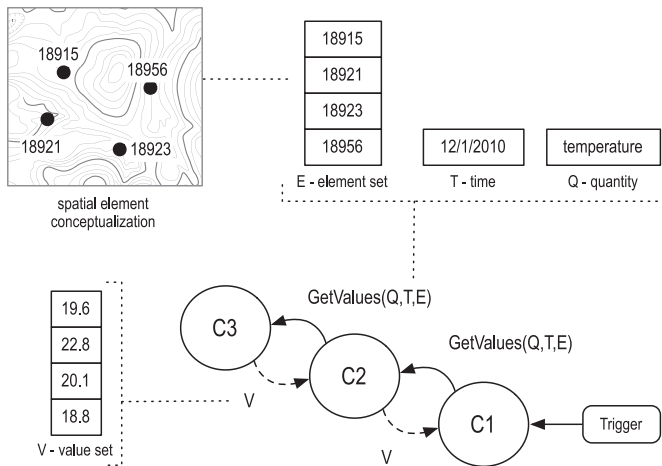 18915
18956
18921
18923
spatial element
conceptualization
18915
18921
18923
18956
E - element set
12/1/2010
T - time
temperature
Q - quantity
GetValues(Q,T,E)
GetValues(Q,T,E)
C3
C2
C1
V
V
Trigger
19.6
22.8
20.1
18.8
V - value set